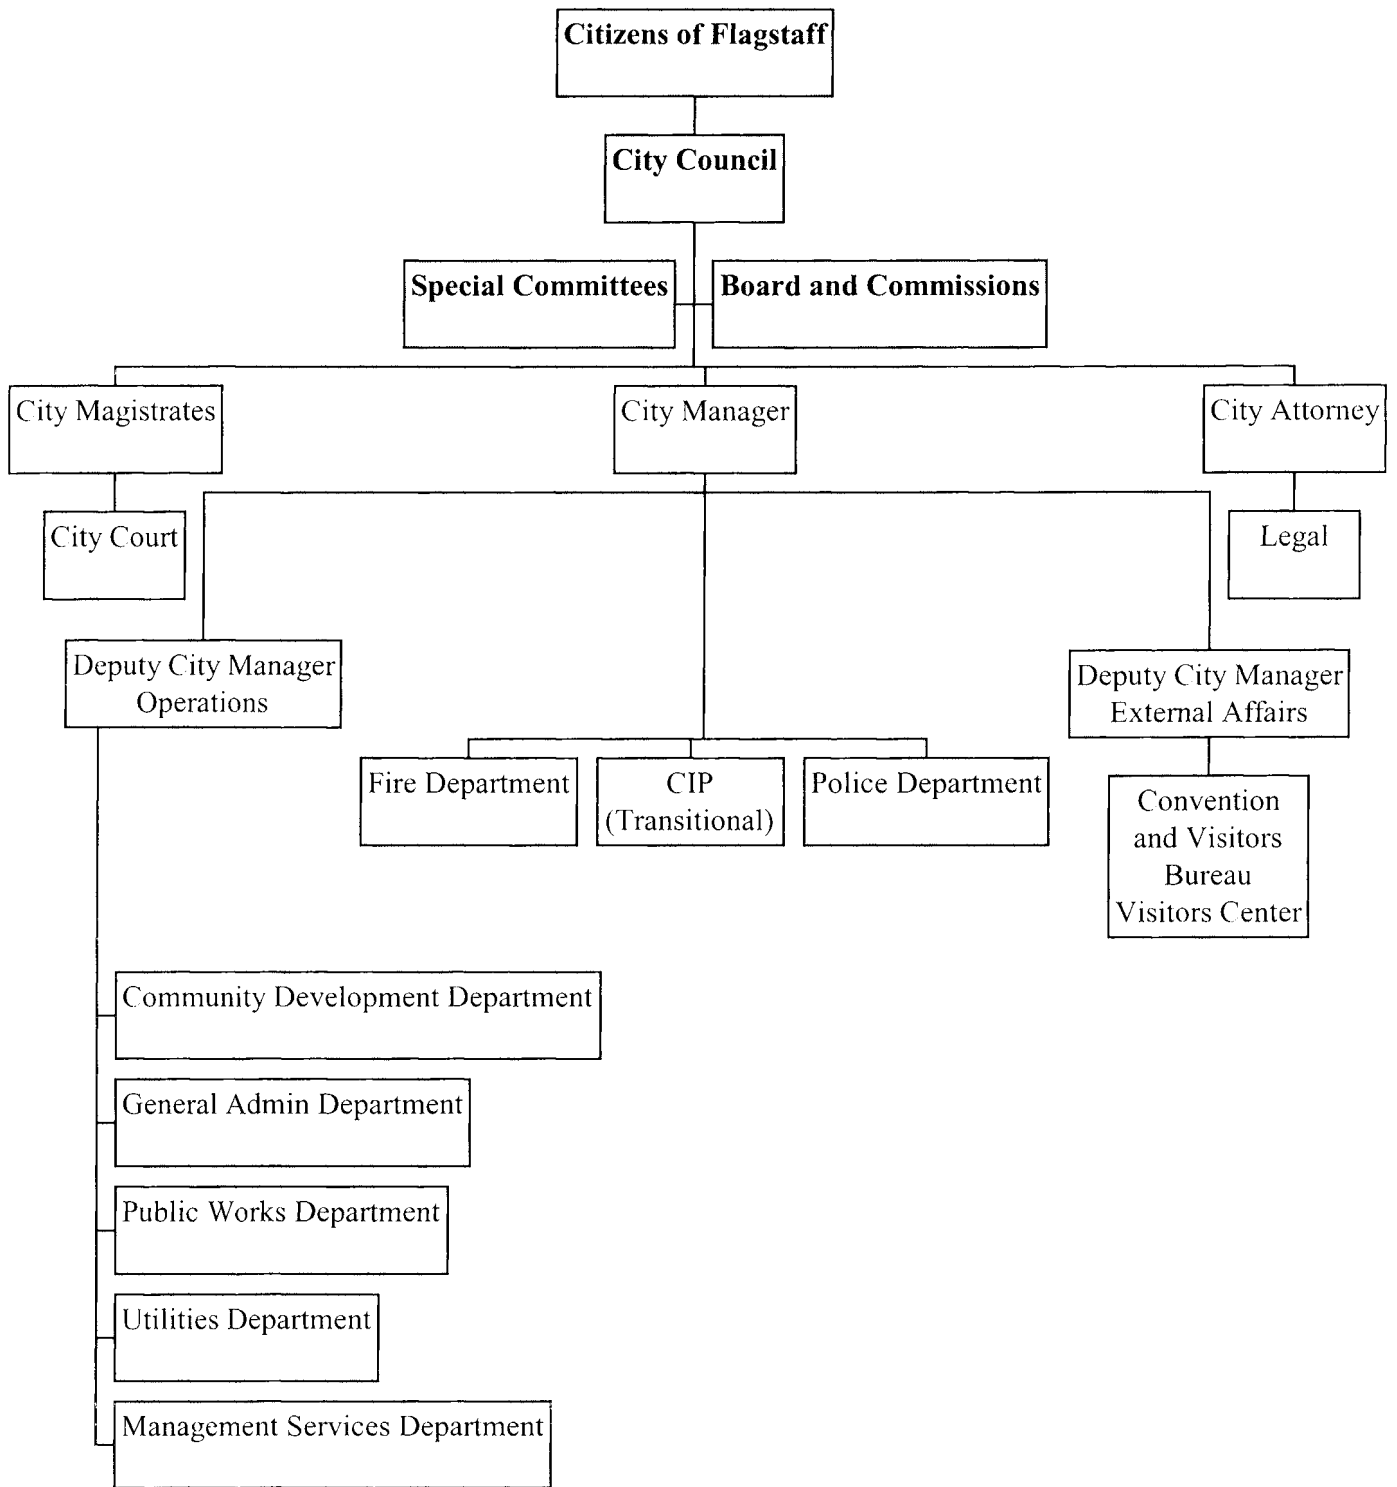 Citizens of Flagstaff
City Council
Special Committees
Board and Commissions
City Magistrates
City Manager
City Attorney
City Court
Legal
Deputy City Manager
Operations
Deputy City Manager
External Affairs
Fire Department
CIP
(Transitional)
Police Department
Convention
and Visitors
Bureau
Visitors Center
Community Development Department
General Admin Department
Public Works Department
Utilities Department
Management Services Department